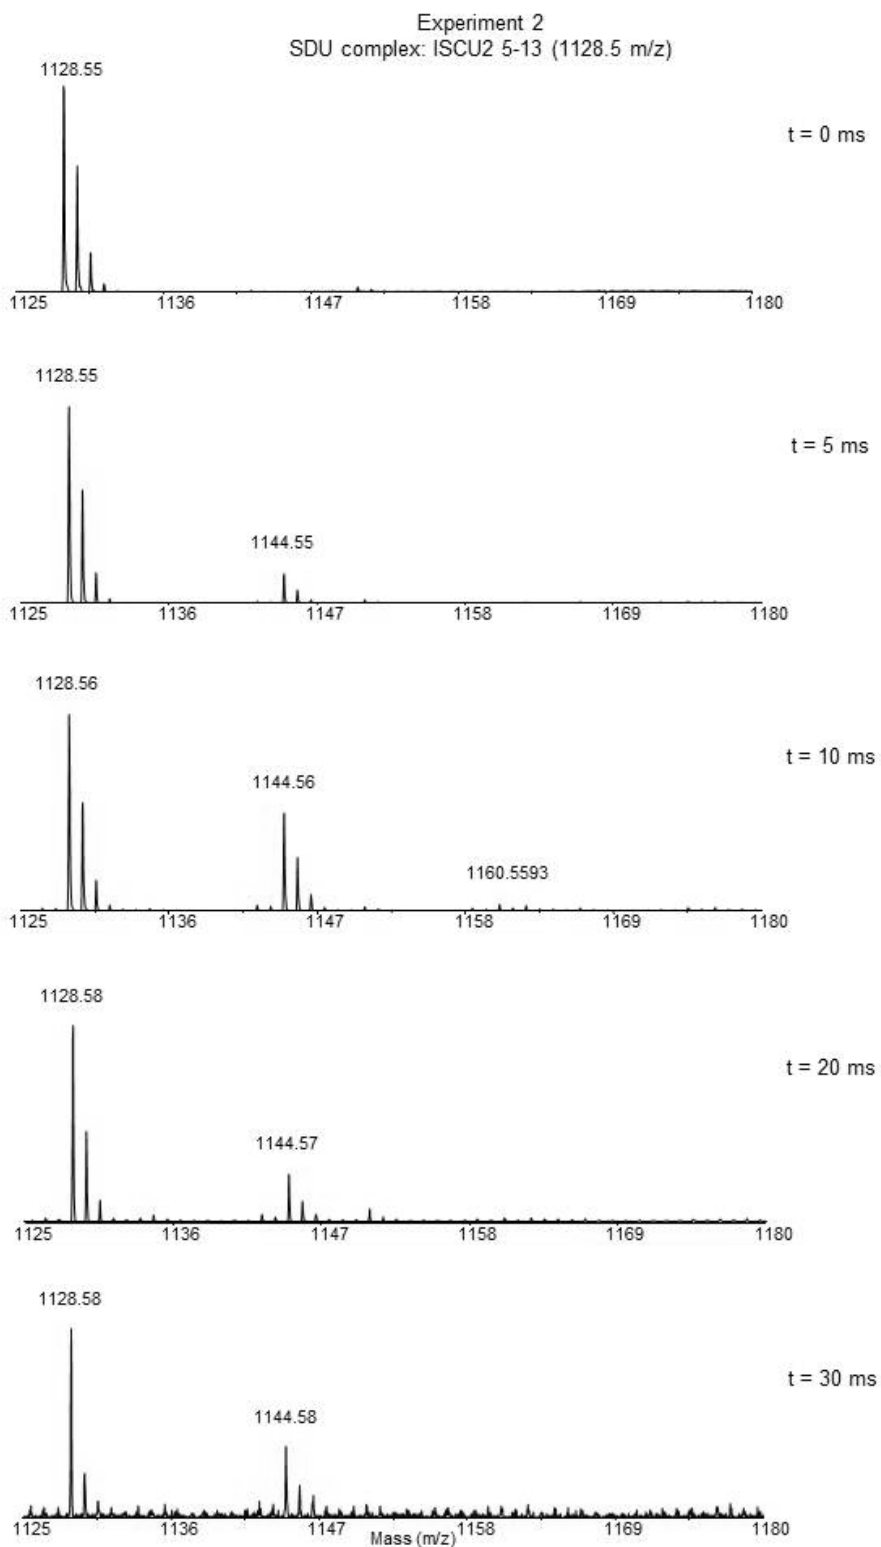 Experiment 2
SDU complex: ISCU2 5-13 (1128.5 m/z)
1128.55
t = 0 ms
1125 1136 1147 1158 1169 1180
1128.55
t = 5 ms
1144.55
1125 1136 1147 1158 1169 1180
1128.56
t = 10 ms
1144.56
1160.5593
1125 1136 1147 1158 1169 1180
1128.58
t = 20 ms
1144.57
1125 1136 1147 1158 1169 1180
1128.58
t = 30 ms
1144.58
1125 1136 1147 1158 1169 1180
Mass (m/z)